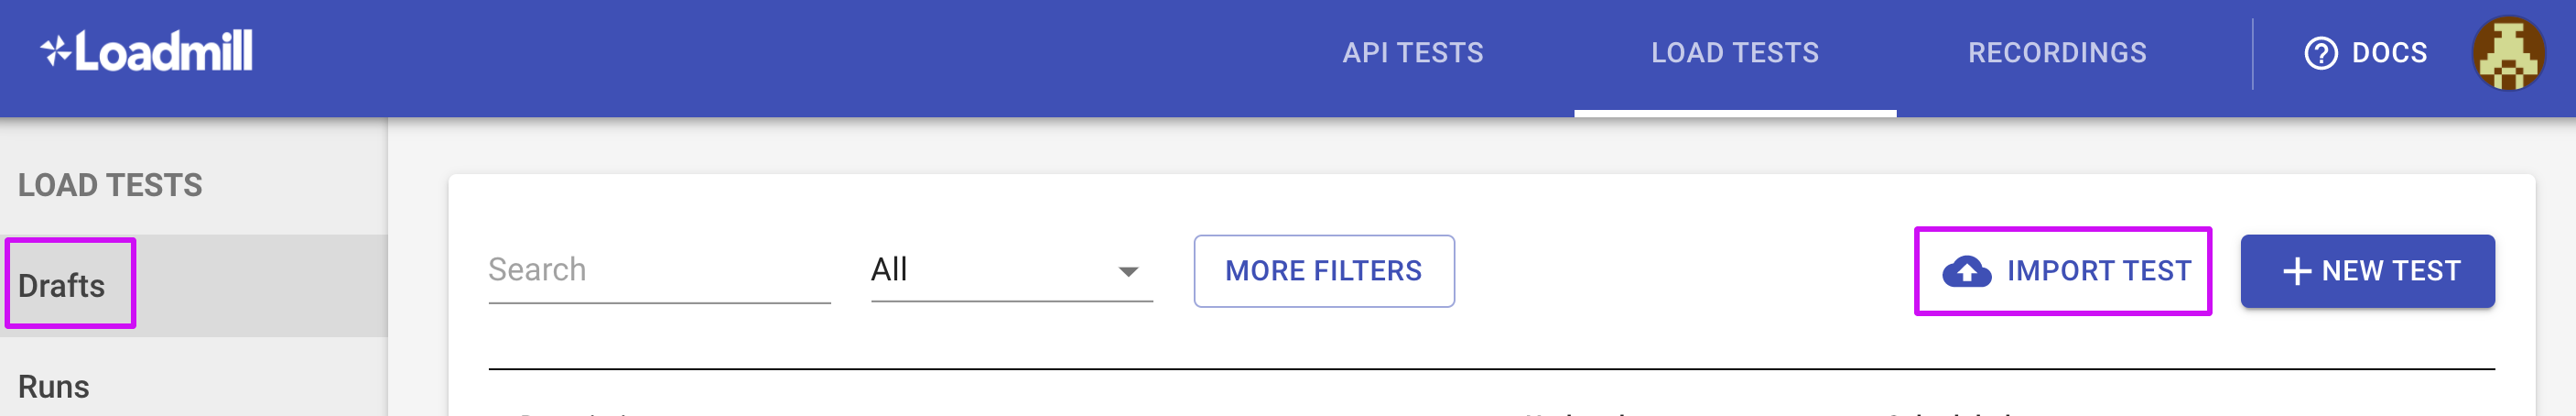 Loadmill
API TESTS
LOAD TESTS
RECORDINGS
DOCS
LOAD TESTS
Drafts
Runs
Search
All
MORE FILTERS
IMPORT TEST
+ NEW TEST